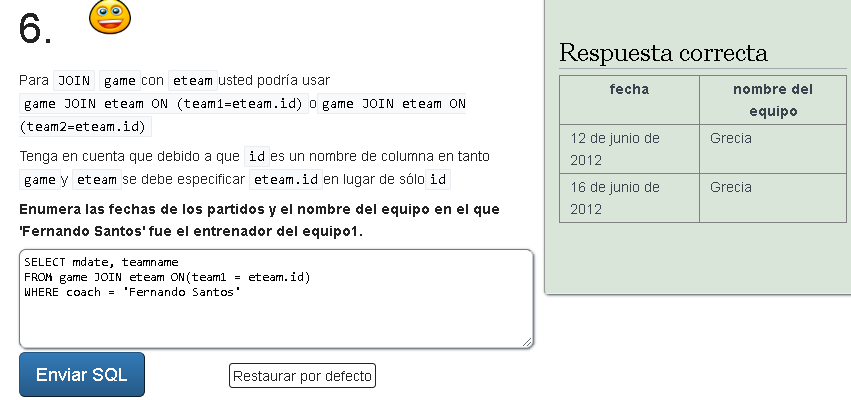 6.
Para JOIN game con eteam usted podría usar
game JOIN eteam ON (team1=eteam.id) o game JOIN eteam ON
(team2=eteam.id)
Tenga en cuenta que debido a que id es un nombre de columna en tanto
game y eteam se debe especificar eteam.id en lugar de sólo id
Enumera las fechas de los partidos y el nombre del equipo en el que
'Fernando Santos' fue el entrenador del equipo1.
SELECT mdate, teamname
FROM game JOIN eteam ON(team1 = eteam.id)
WHERE coach = 'Fernando Santos'
Enviar SQL
Restaurar por defecto
Respuesta correcta
fecha
nombre del
equipo
12 de junio de
2012
Grecia
16 de junio de
2012
Grecia